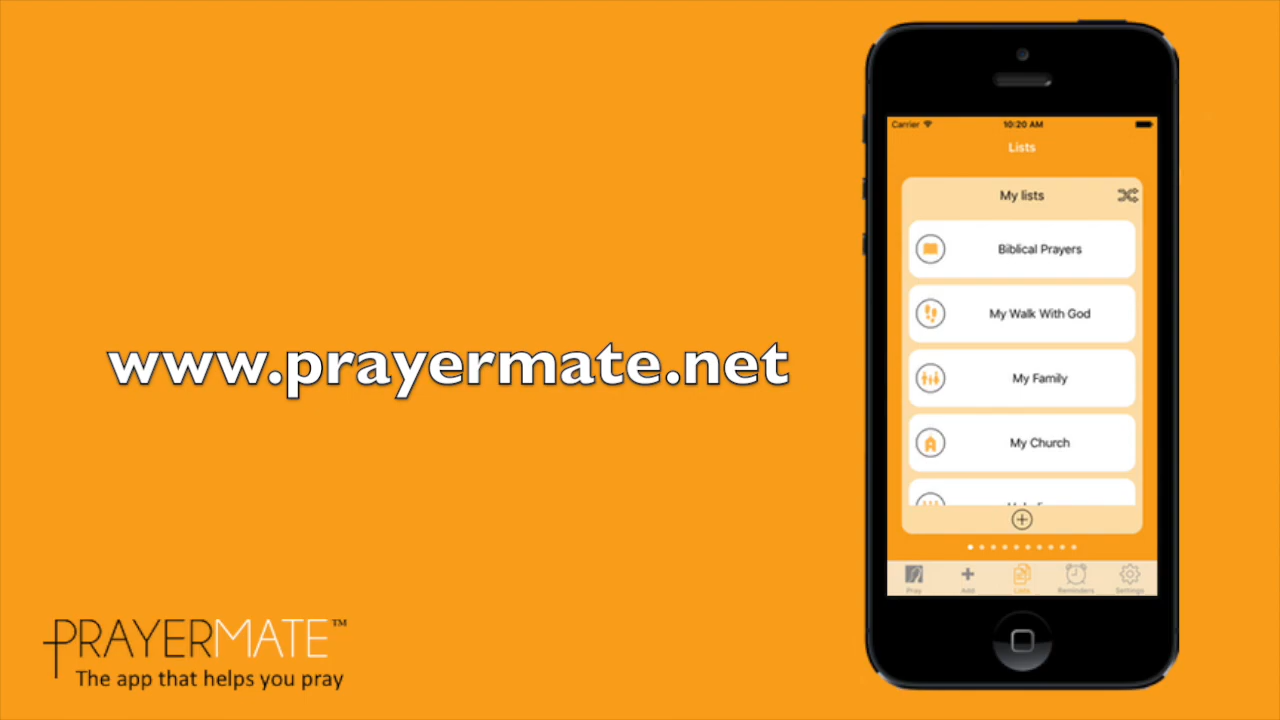 www.prayermate.net
PRAYERMATE™
The app that helps you pray
Carrier
10:20 AM
Lists
My lists
Biblical Prayers
My Walk With God
My Family
My Church
Pray
Add
Lists
Reminders
Settings